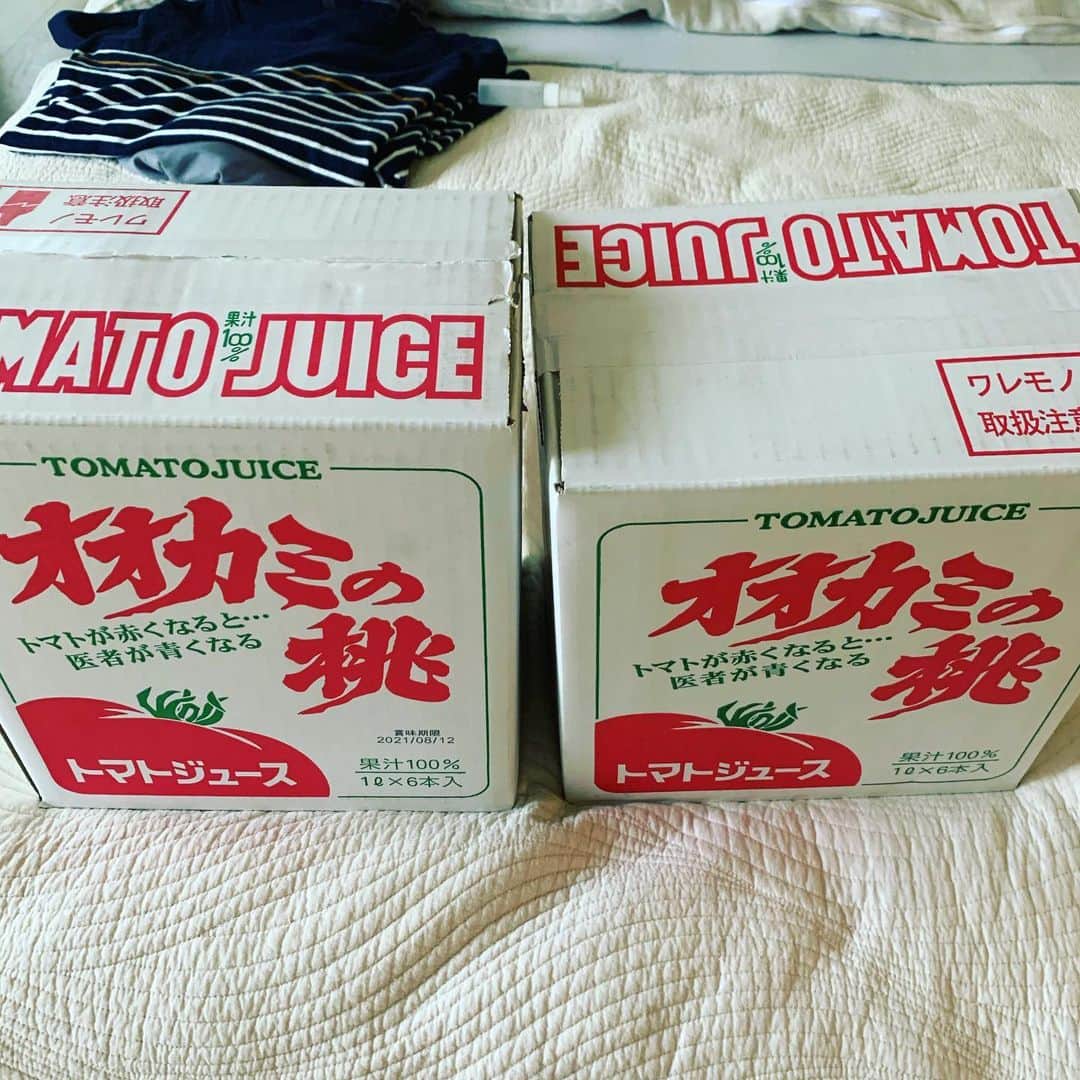 ワレモノ
取扱注意
MATO 果汁100% JUICE
TOMATOJUICE
オオカミの
桃
トマトが赤くなると…
医者が青くなる
賞味期限
2021/08/12
トマトジュース
果汁100%
1ℓ×6本入
TOMATO 果汁100% JUICE
ワレモノ
取扱注意
TOMATOJUICE
オオカミの
桃
トマトが赤くなると…
医者が青くなる
トマトジュース
果汁100%
1ℓ×6本入